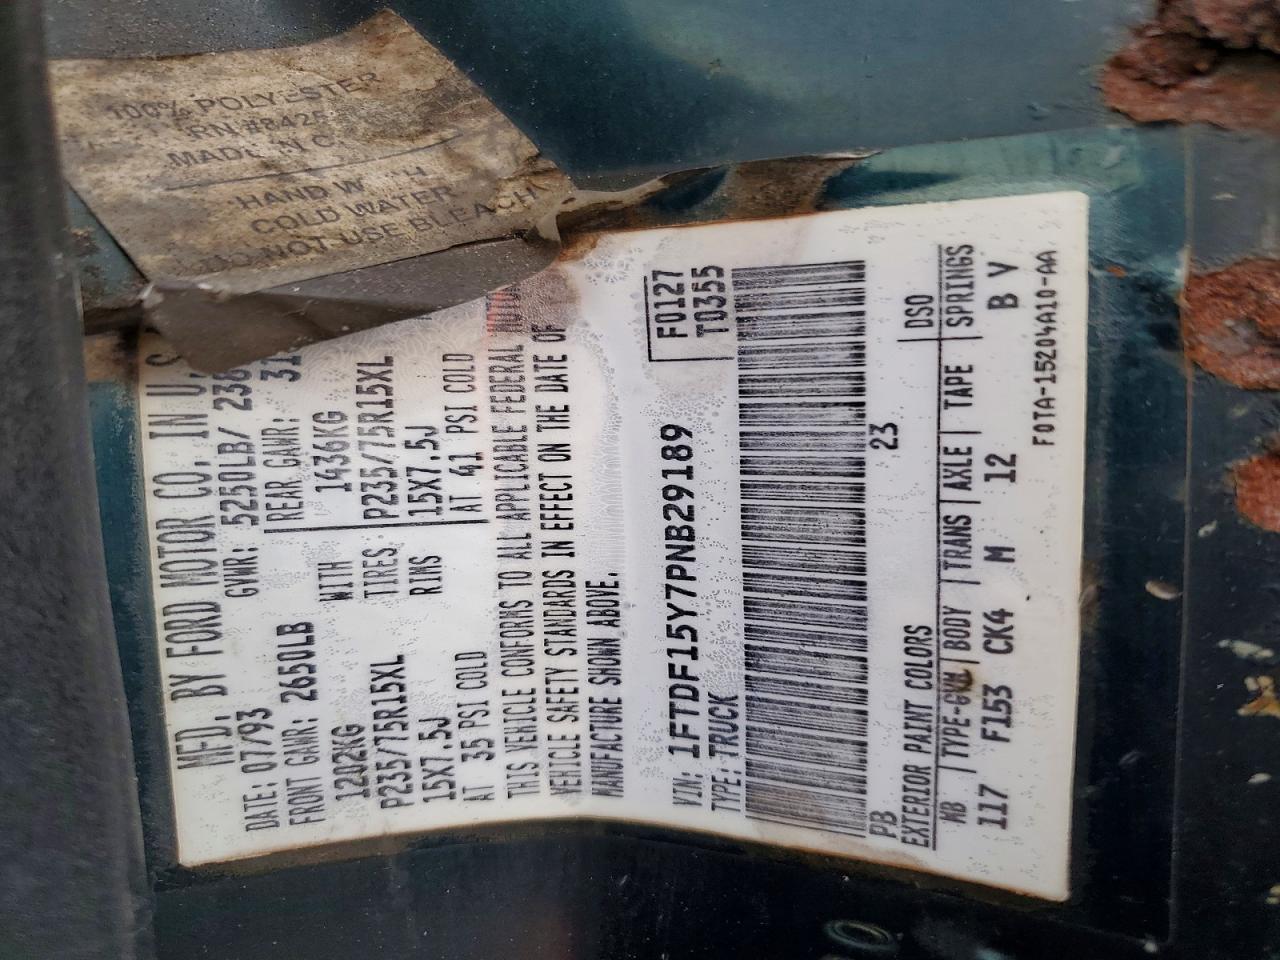 100% POLYESTER
RN #8425
MADE IN C
HAND W H
COLD WATER
NOT USE BLEACH
MFD. BY FORD MOTOR CO. IN U.S
DATE: 07/93 GVWR: 5250LB/ 238
FRONT GAWR: 2650LB REAR GAWR: 31
1202KG WITH 1436KG
P235/75R15XL TIRES P235/75R15XL
15X7.5J RIMS 15X7.5J
AT 35 PSI COLD AT 41 PSI COLD
THIS VEHICLE CONFORMS TO ALL APPLICABLE FEDERAL MOTOR
VEHICLE SAFETY STANDARDS IN EFFECT ON THE DATE OF
MANUFACTURE SHOWN ABOVE.
VIN: 1FTDF15Y7PNB29189 F0127
TYPE: TRUCK T0355
PB 23
EXTERIOR PAINT COLORS DSO
WB TYPE-GVW BODY TRANS AXLE TAPE SPRINGS
117 F153 CK4 M 12 B V
F0TA-15204A10-AA